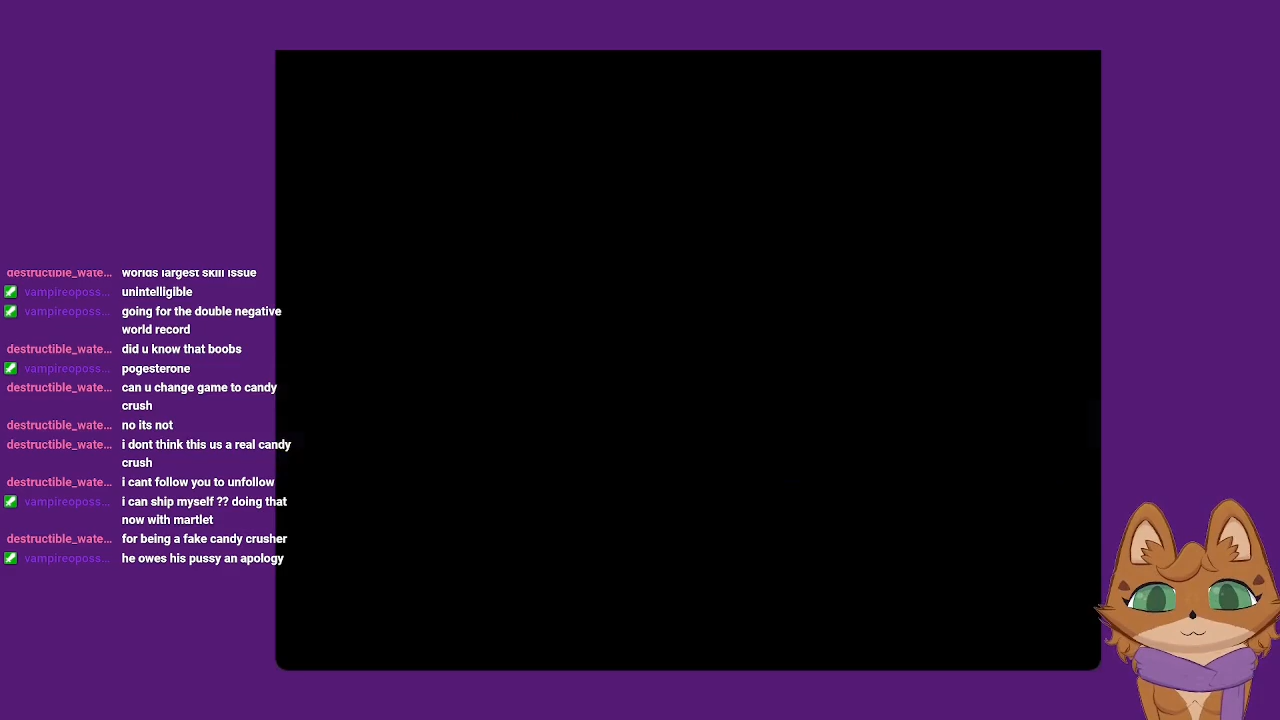 destructible_wate... worlds largest skill issue
vampireoposs... unintelligible
vampireoposs... going for the double negative
world record
destructible_wate... did u know that boobs
vampireoposs... pogesterone
destructible_wate... can u change game to candy
crush
destructible_wate... no its not
destructible_wate... i dont think this us a real candy
crush
destructible_wate... i cant follow you to unfollow
vampireoposs... i can ship myself ?? doing that
now with martlet
destructible_wate... for being a fake candy crusher
vampireoposs... he owes his pussy an apology